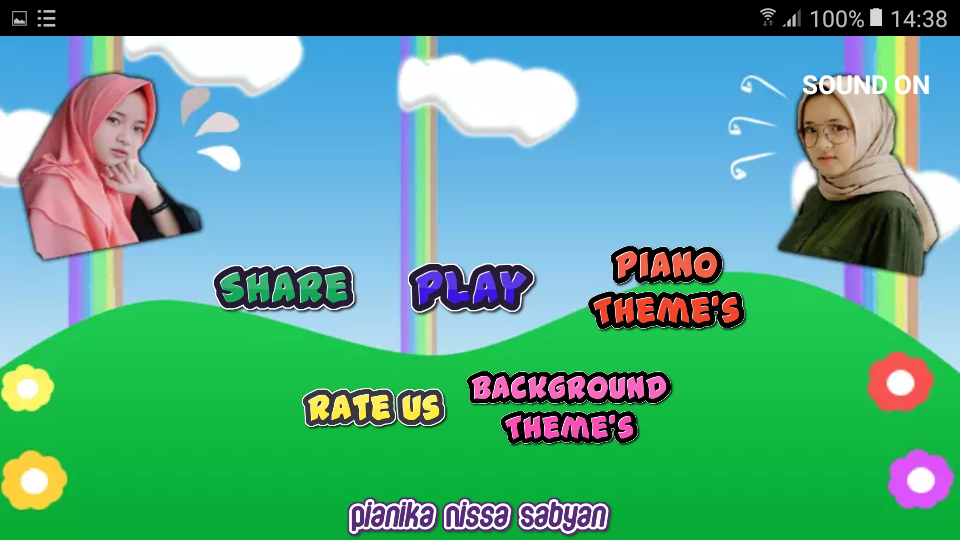 100% 14:38
SOUND ON
SHARE
PLAY
PIANO
THEME'S
RATE US
BACKGROUND
THEME'S
pianika nissa sabyan